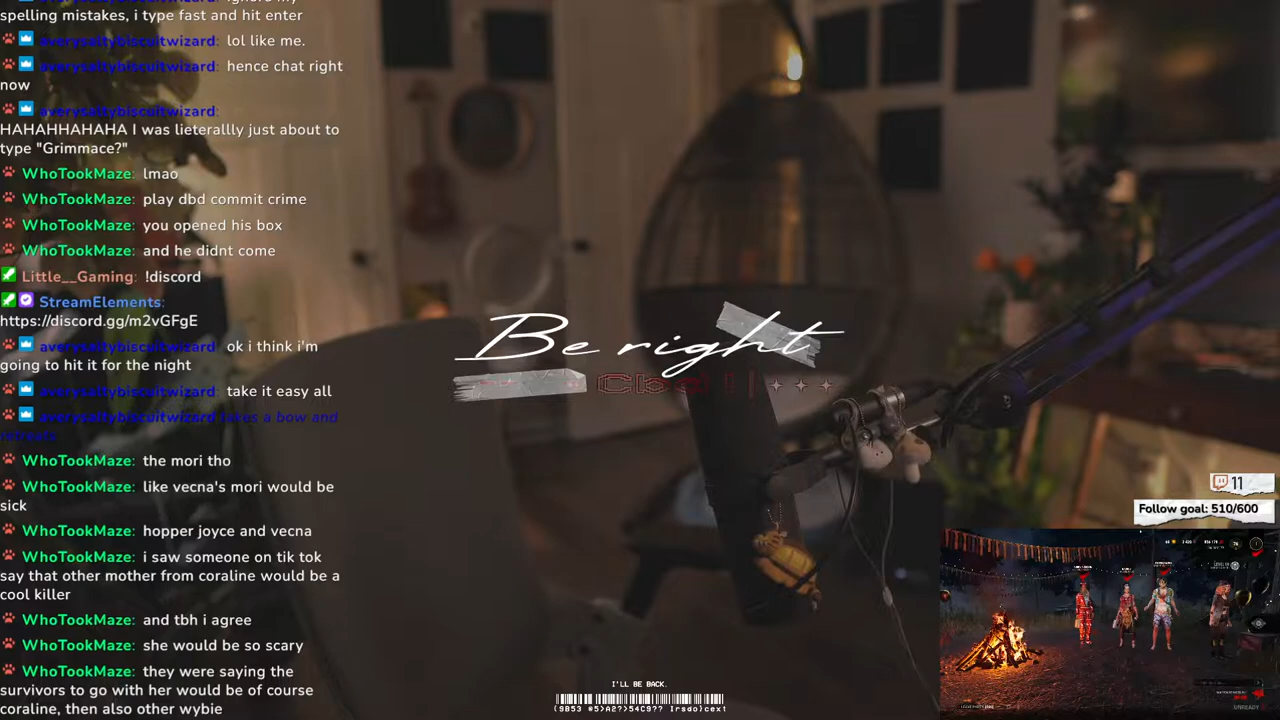 spelling mistakes, i type fast and hit enter
averysaltybiscuitwizard: lol like me.
averysaltybiscuitwizard: hence chat right
now
averysaltybiscuitwizard:
HAHAHHAHAHA I was lieterallly just about to
type "Grimmace?"
WhoTookMaze: lmao
WhoTookMaze: play dbd commit crime
WhoTookMaze: you opened his box
WhoTookMaze: and he didnt come
Little__Gaming: !discord
StreamElements:
https://discord.gg/m2vGFgE
averysaltybiscuitwizard: ok i think i'm
going to hit it for the night
averysaltybiscuitwizard: take it easy all
averysaltybiscuitwizard takes a bow and
retreats
WhoTookMaze: the mori tho
WhoTookMaze: like vecna's mori would be
sick
WhoTookMaze: hopper joyce and vecna
WhoTookMaze: i saw someone on tik tok
say that other mother from coraline would be a
cool killer
WhoTookMaze: and tbh i agree
WhoTookMaze: she would be so scary
WhoTookMaze: they were saying the
survivors to go with her would be of course
coraline, then also other wybie
Be right
11
Follow goal: 510/600
I'LL BE BACK.
UNREADY